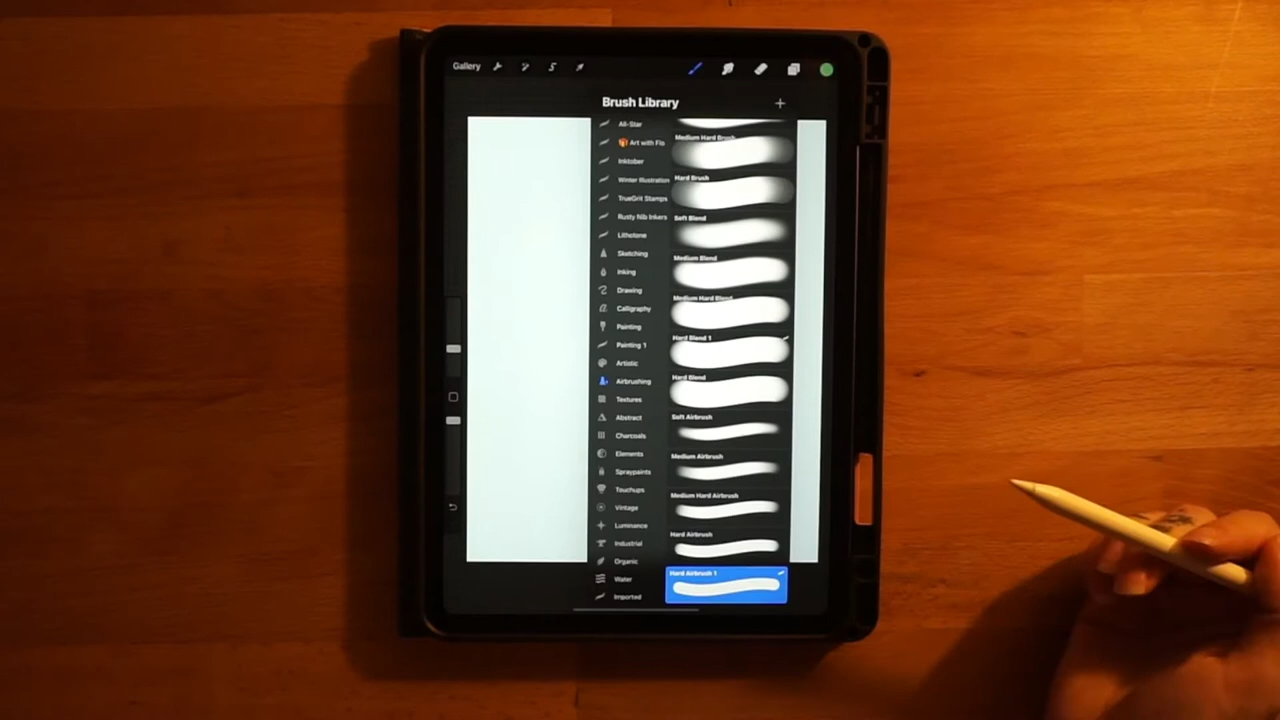 Gallery
Brush Library
All-Star
Art with Flo
Inktober
Winter Illustration
TrueGrit Stamps
Rusty Nib Inkers
Lithotone
Sketching
Inking
Drawing
Calligraphy
Painting
Painting 1
Artistic
Airbrushing
Textures
Abstract
Charcoals
Elements
Spraypaints
Touchups
Vintage
Luminance
Industrial
Organic
Water
Imported
Medium Hard Brush
Hard Brush
Soft Blend
Medium Blend
Medium Hard Blend
Hard Blend 1
Hard Blend
Soft Airbrush
Medium Airbrush
Medium Hard Airbrush
Hard Airbrush
Hard Airbrush 1